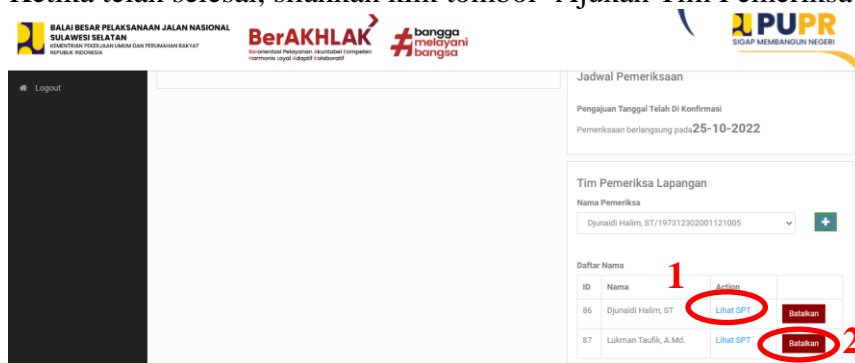 Ketika telah selesai, silahkan klik tombol "Ajukan Tim Pemeriksa
BALAI BESAR PELAKSANAAN JALAN NASIONAL
SULAWESI SELATAN
KEMENTERIAN PEKERJAAN UMUM DAN PERUMAHAN RAKYAT
REPUBLIK INDONESIA
BerAKHLAK
Berorientasi Pelayanan Akuntabel Kompeten
Harmonis Loyal Adaptif Kolaboratif
#bangga
melayani
bangsa
PUPR
SIGAP MEMBANGUN NEGERI
Logout
Jadwal Pemeriksaan
Pengajuan Tanggal Telah Di Konfirmasi
Pemeriksaan berlangsung pada25-10-2022
Tim Pemeriksa Lapangan
Nama Pemeriksa
Djunaidi Halim, ST/197312302001121005
+
Daftar Nama
1
ID Nama Action
86 Djunaidi Halim, ST Lihat SPT Batalkan
87 Lukman Taufik, A.Md. Lihat SPT Batalkan
2